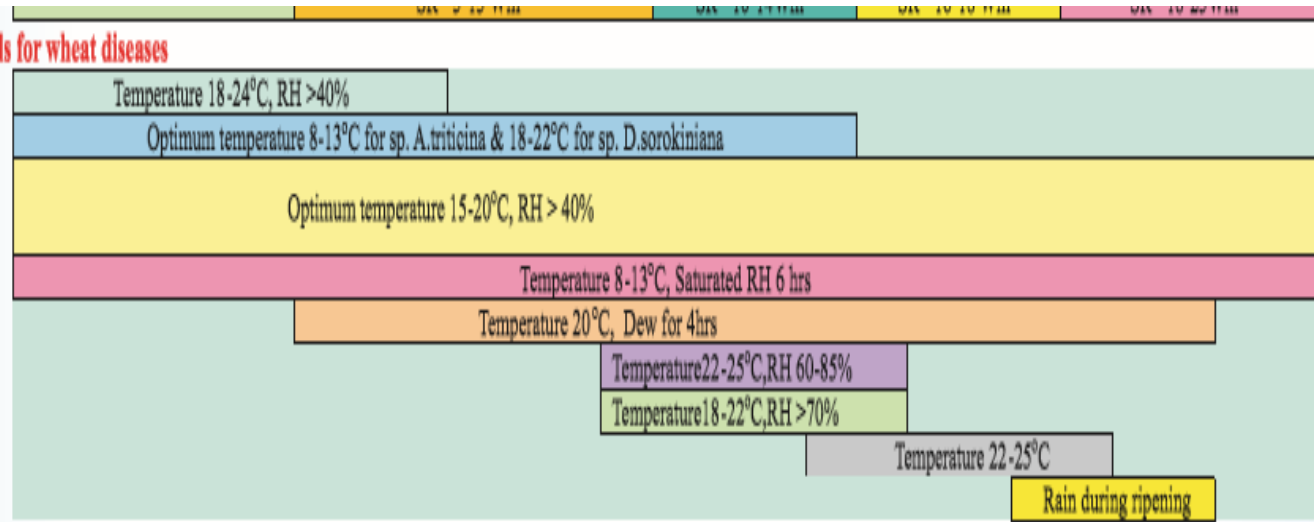 ls for wheat diseases
Temperature 18-24°C, RH >40%
Optimum temperature 8-13°C for sp. A.triticina & 18-22°C for sp. D.sorokiniana
Optimum temperature 15-20°C, RH > 40%
Temperature 8-13°C, Saturated RH 6 hrs
Temperature 20°C, Dew for 4hrs
Temperature22-25°C,RH 60-85%
Temperature18-22°C,RH >70%
Temperature 22-25°C
Rain during ripening